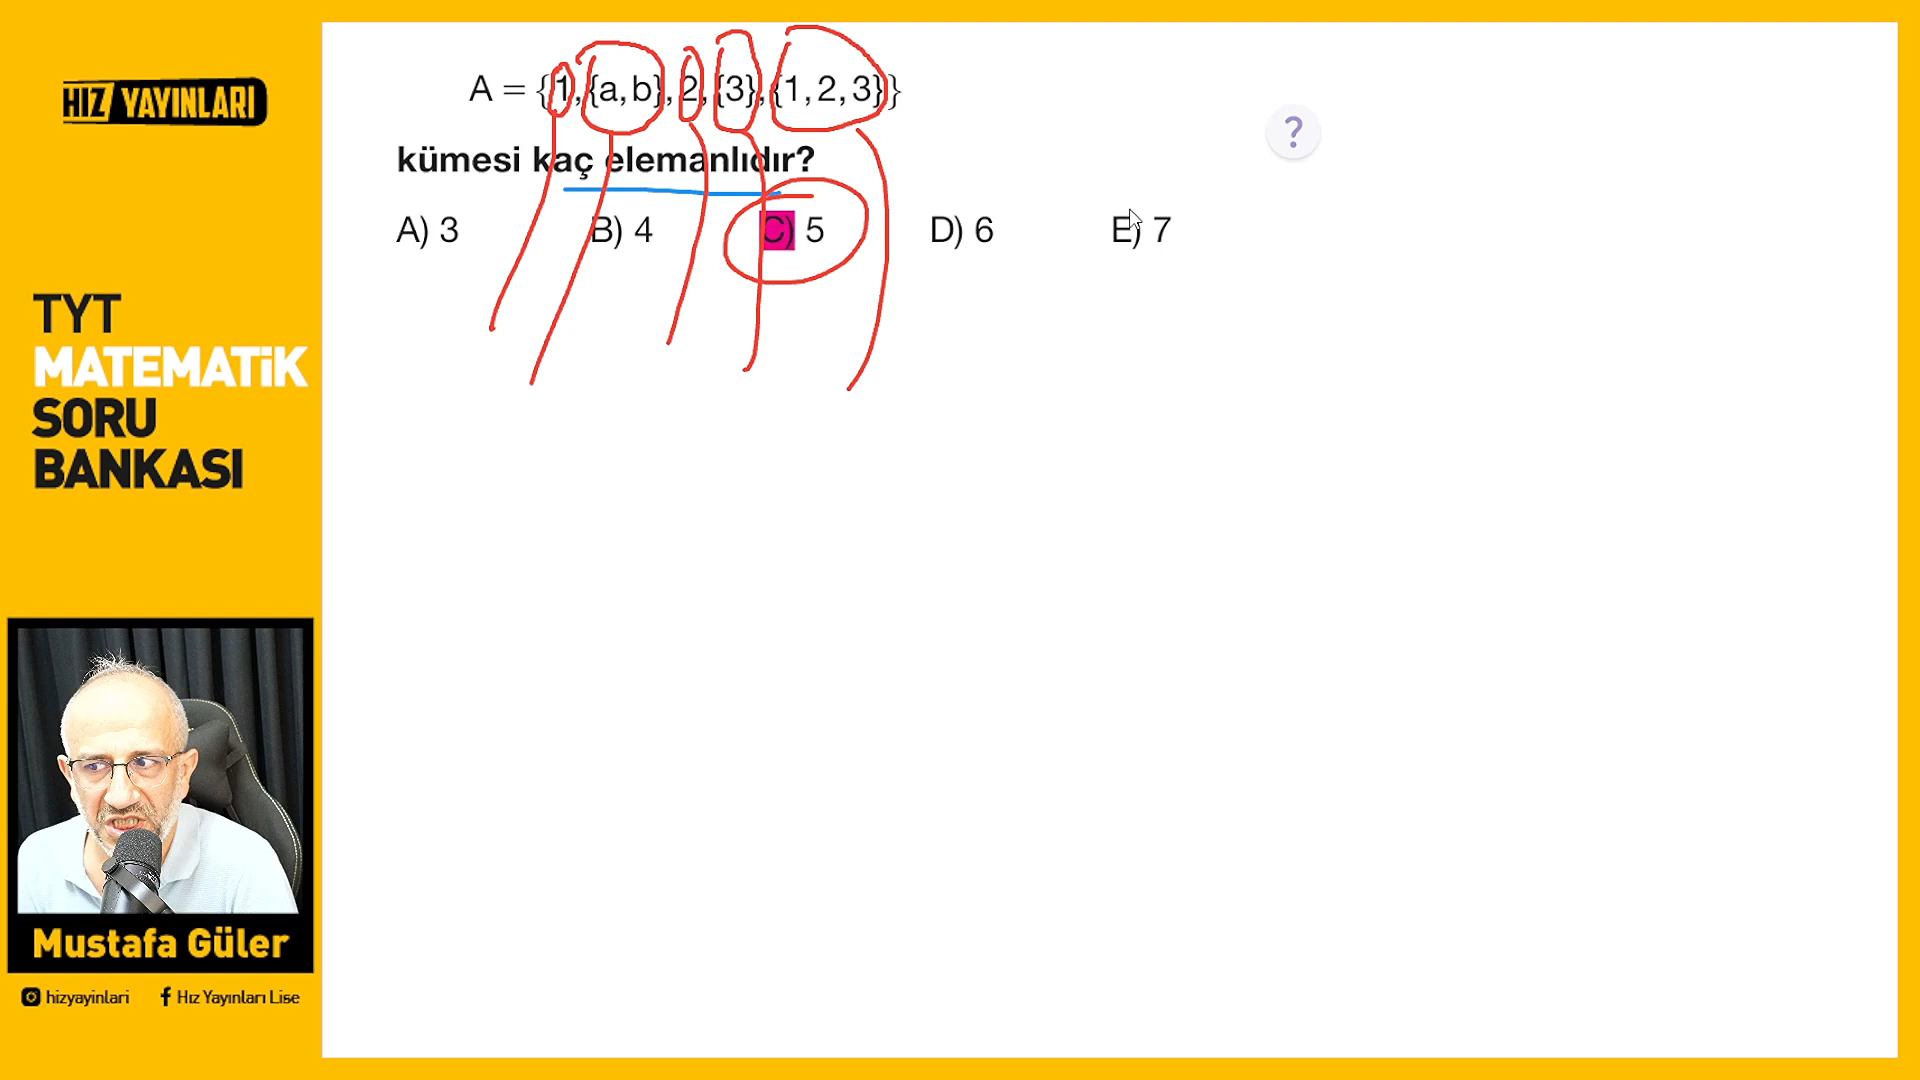 HIZ YAYINLARI
TYT
MATEMATİK
SORU
BANKASI
Mustafa Güler
hizyayinlari
Hız Yayınları Lise
A = {1, {a, b}, 2, {3}, {1, 2, 3}}
kümesi kaç elemanlıdır?
A) 3 B) 4 C) 5 D) 6 E) 7
?